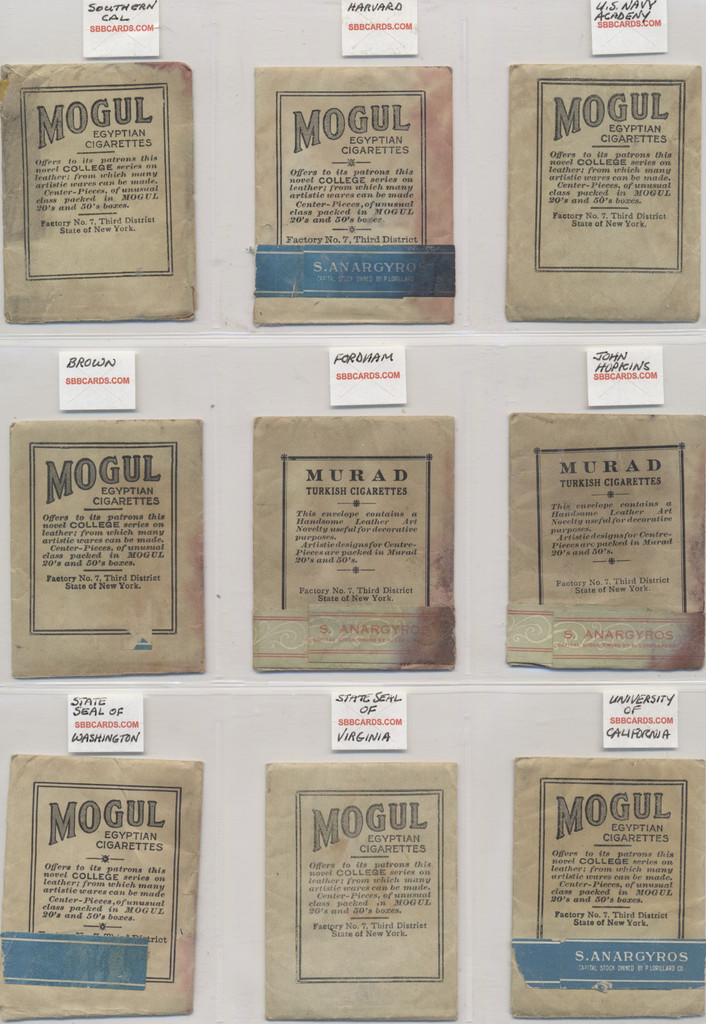 SOUTHERN
CAL
SBBCARDS.COM
MOGUL
EGYPTIAN
CIGARETTES
Offers to its patrons this
novel COLLEGE series on
leather; from which many
artistic wares can be made.
Center-Pieces, of unusual
class packed in MOGUL
20's and 50's boxes.
Factory No. 7, Third District
State of New York.
HARVARD
SBBCARDS.COM
MOGUL
EGYPTIAN
CIGARETTES
Offers to its patrons this
novel COLLEGE series on
leather; from which many
artistic wares can be made
Center-Pieces, of unusual
class packed in MOGUL
20's and 50's boxes.
Factory No. 7, Third District
S. ANARGYROS
CAPITAL STOCK OWNED BY P. LORILLARD
U.S. NAVY
ACADEMY
SBBCARDS.COM
MOGUL
EGYPTIAN
CIGARETTES
Offers to its patrons this
novel COLLEGE series on
leather; from which many
artistic wares can be made.
Center-Pieces, of unusual
class packed in MOGUL
20's and 50's boxes.
Factory No. 7, Third District
State of New York.
BROWN
SBBCARDS.COM
MOGUL
EGYPTIAN
CIGARETTES
Offers to its patrons this
novel COLLEGE series on
leather; from which many
artistic wares can be made.
Center-Pieces, of unusual
class packed in MOGUL
20's and 50's boxes.
Factory No. 7, Third District
State of New York.
FORDHAM
SBBCARDS.COM
MURAD
TURKISH CIGARETTES
This envelope contains a
Handsome Leather Art
Novelty useful for decorative
purposes.
Artistic designs for Centre-
Pieces are packed in Murad
20's and 50's.
Factory No. 7, Third District
State of New York.
S. ANARGYROS
JOHN
HOPKINS
SBBCARDS.COM
MURAD
TURKISH CIGARETTES
This envelope contains a
Handsome Leather Art
Novelty useful for decorative
purposes.
Artistic designs for Centre-
Pieces are packed in Murad
20's and 50's.
Factory No. 7, Third District
State of New York.
S. ANARGYROS
STATE
SEAL OF
SBBCARDS.COM
WASHINGTON
MOGUL
EGYPTIAN
CIGARETTES
Offers to its patrons this
novel COLLEGE series on
leather; from which many
artistic wares can be made
Center-Pieces, of unusual
class packed in MOGUL
20's and 50's boxes.
STATE SEAL
OF
SBBCARDS.COM
VIRGINIA
MOGUL
EGYPTIAN
CIGARETTES
Offers to its patrons this
novel COLLEGE series on
leather; from which many
artistic wares can be made.
Center-Pieces, of unusual
class packed in MOGUL
20's and 50's boxes.
Factory No. 7, Third District
State of New York.
UNIVERSITY
OF
SBBCARDS.COM
CALIFORNIA
MOGUL
EGYPTIAN
CIGARETTES
Offers to its patrons this
novel COLLEGE series on
leather; from which many
artistic wares can be made.
Center-Pieces, of unusual
class packed in MOGUL
20's and 50's boxes.
Factory No. 7, Third District
State of New York.
S. ANARGYROS
CAPITAL STOCK OWNED BY P. LORILLARD CO.